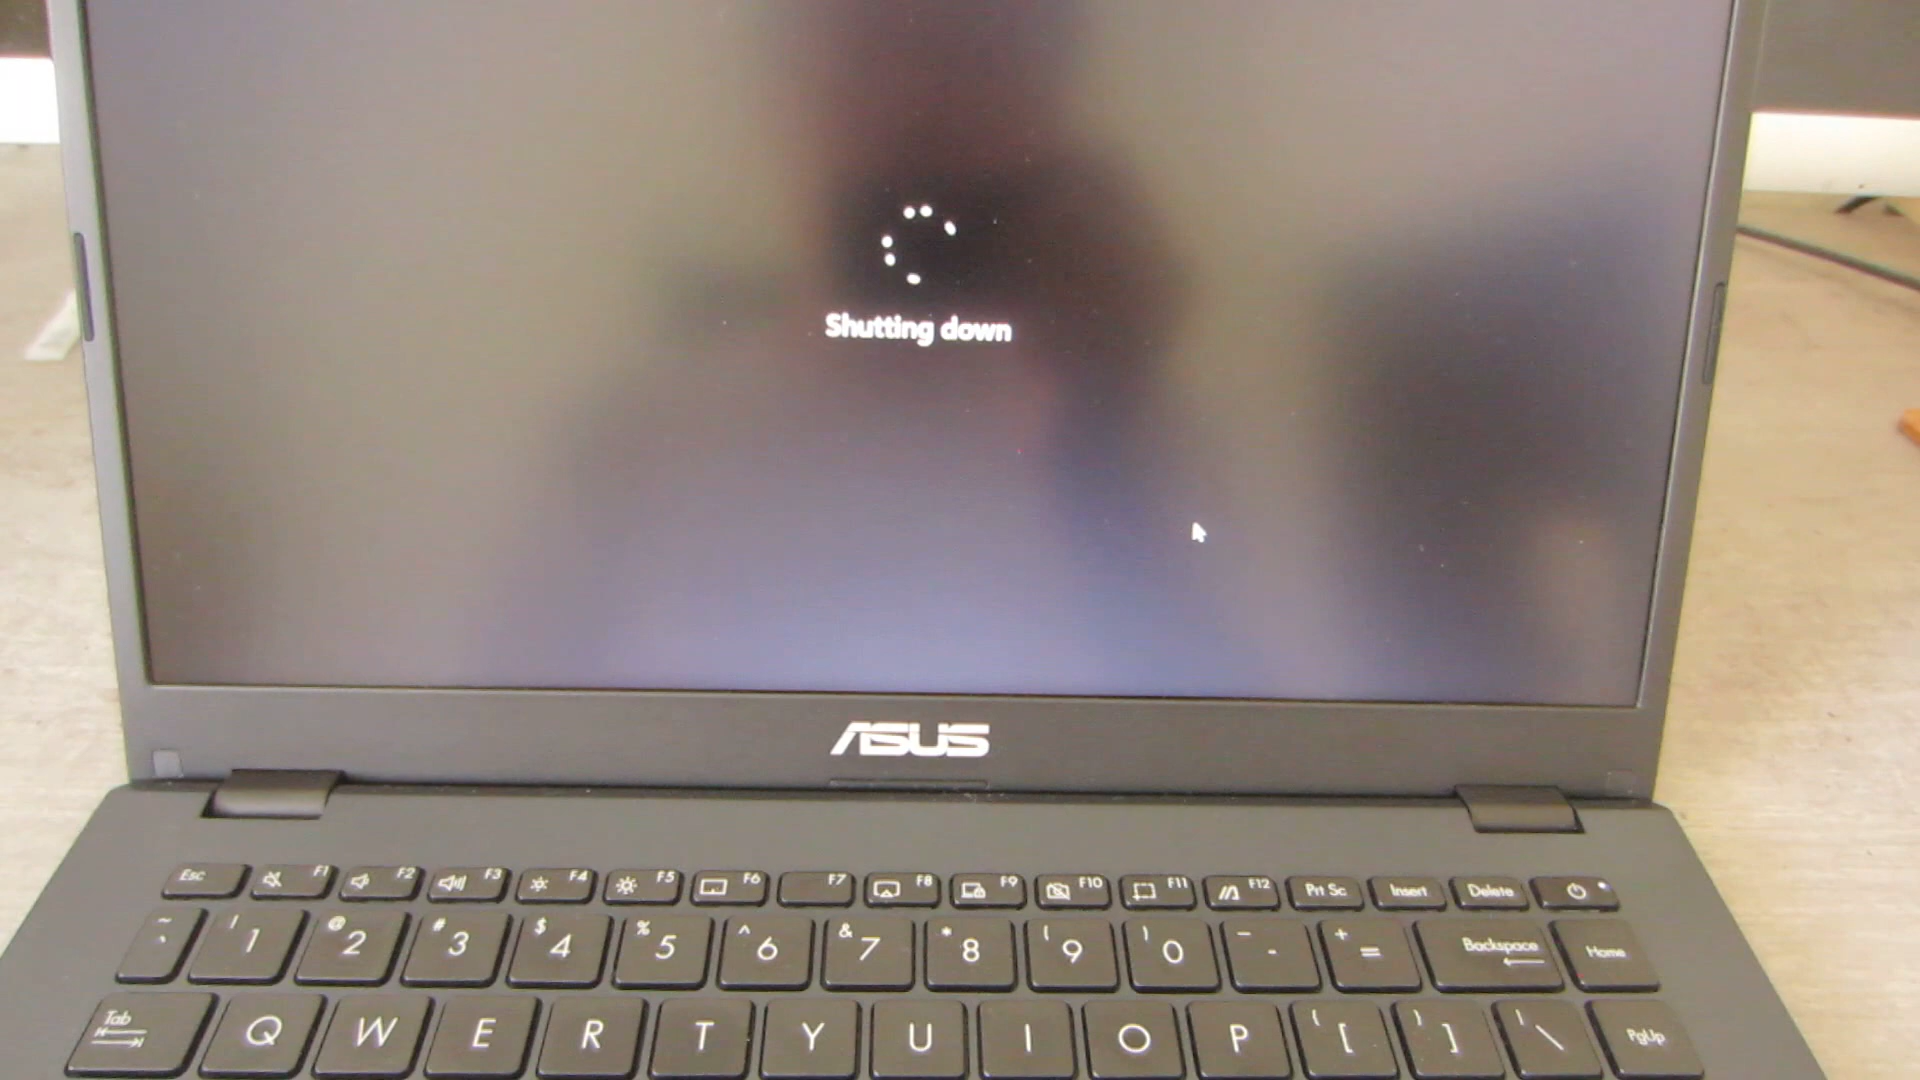 Shutting down
ASUS
Esc F1 F2 F3 F4 F5 F6 F7 F8 F9 F10 F11 F12 Prt Sc Insert Delete
~ ` ! 1 @ 2 # 3 $ 4 % 5 ^ 6 & 7 * 8 ( 9 ) 0 _ - + = Backspace Home
Tab Q W E R T Y U I O P { [ } ] | \ PgUp